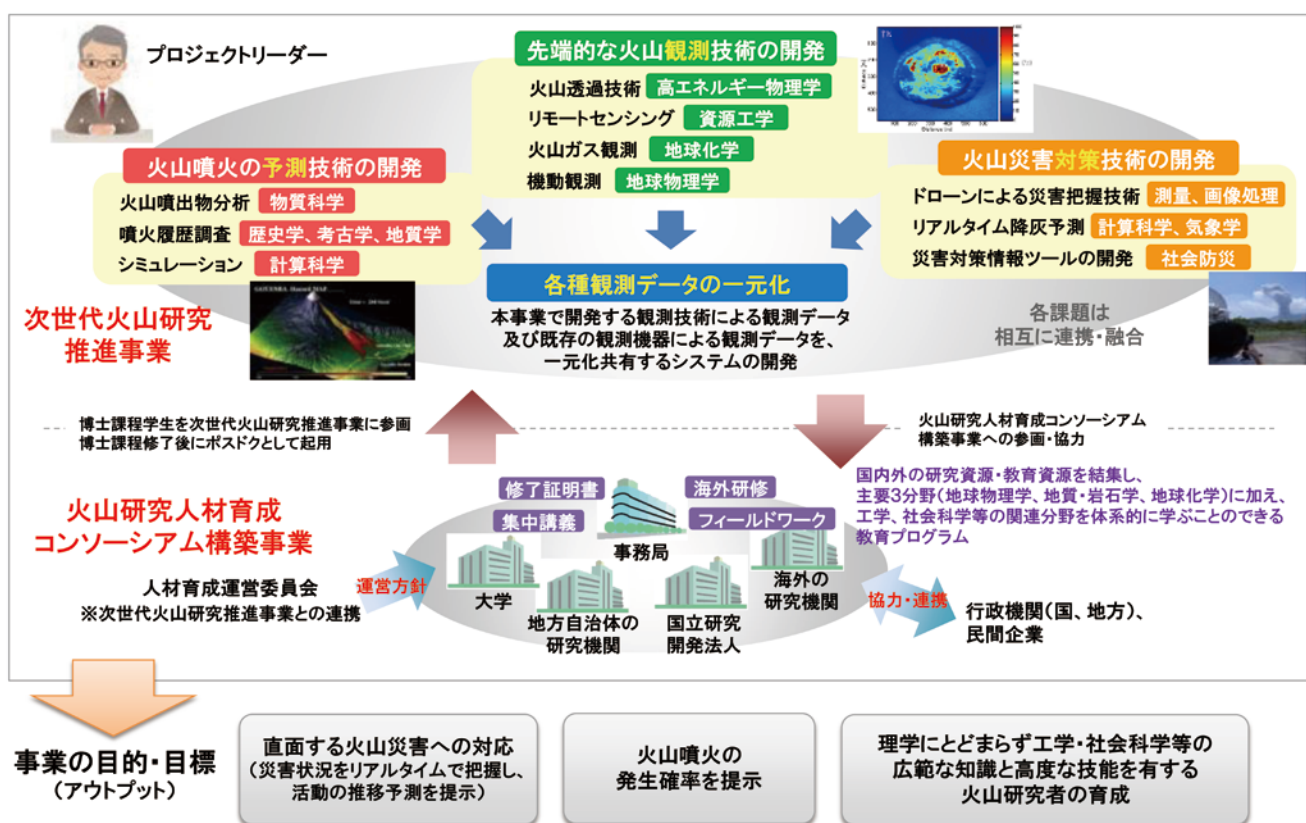 プロジェクトリーダー
先端的な火山観測技術の開発
火山透過技術 高エネルギー物理学
リモートセンシング 資源工学
火山ガス観測 地球化学
機動観測 地球物理学
火山噴火の予測技術の開発
火山噴出物分析 物質科学
噴火履歴調査 歴史学、考古学、地質学
シミュレーション 計算科学
火山災害対策技術の開発
ドローンによる災害把握技術 測量、画像処理
リアルタイム降灰予測 計算科学、気象学
災害対策情報ツールの開発 社会防災
各種観測データの一元化
本事業で開発する観測技術による観測データ
及び既存の観測機器による観測データを、
一元化共有するシステムの開発
次世代火山研究
推進事業
各課題は
相互に連携・融合
博士課程学生を次世代火山研究推進事業に参画
博士課程修了後にポスドクとして起用
火山研究人材育成コンソーシアム
構築事業への参画・協力
国内外の研究資源・教育資源を結集し、
主要3分野(地球物理学、地質・岩石学、地球化学)に加え、
工学、社会科学等の関連分野を体系的に学ぶことのできる
教育プログラム
火山研究人材育成
コンソーシアム構築事業
人材育成運営委員会
※次世代火山研究推進事業との連携
運営方針
修了証明書
海外研修
集中講義
フィールドワーク
事務局
大学
地方自治体の
研究機関
国立研究
開発法人
海外の
研究機関
協力・連携
行政機関(国、地方)、
民間企業
事業の目的・目標
(アウトプット)
直面する火山災害への対応
(災害状況をリアルタイムで把握し、
活動の推移予測を提示)
火山噴火の
発生確率を提示
理学にとどまらず工学・社会科学等の
広範な知識と高度な技能を有する
火山研究者の育成